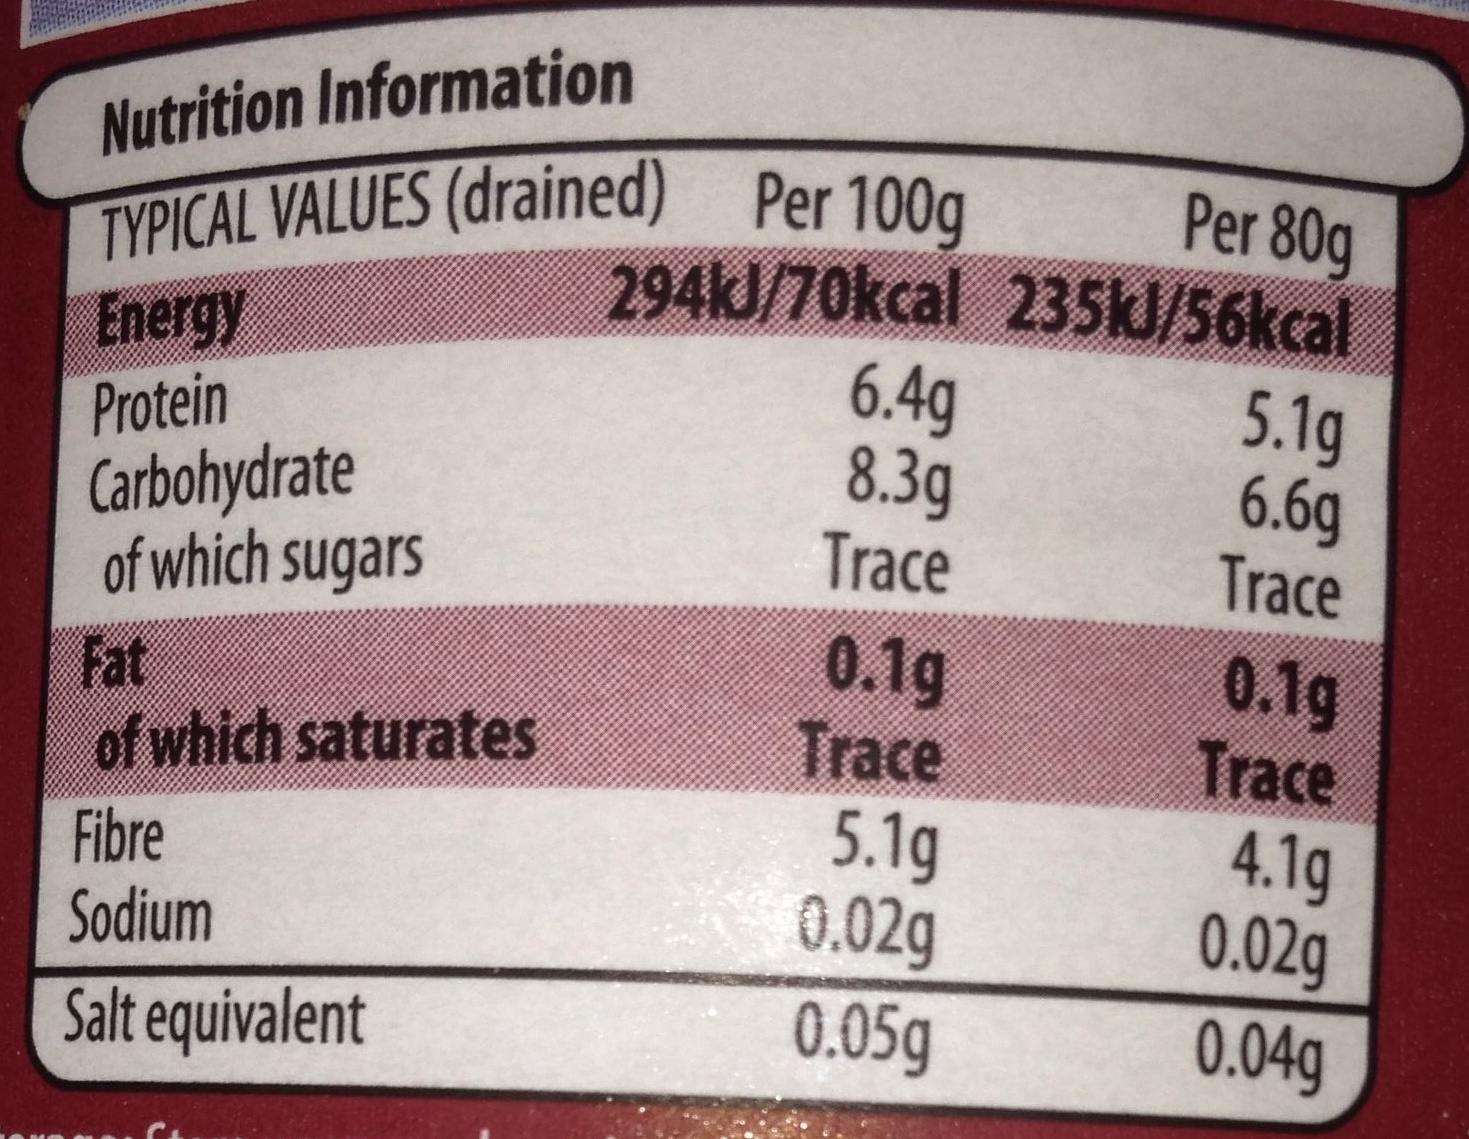 Nutrition Information
TYPICAL VALUES (drained) Per 100g Per 80g
Energy 294kJ/70kcal 235kJ/56kcal
Protein 6.4g 5.1g
Carbohydrate 8.3g 6.6g
of which sugars Trace Trace
Fat 0.1g 0.1g
of which saturates Trace Trace
Fibre 5.1g 4.1g
Sodium 0.02g 0.02g
Salt equivalent 0.05g 0.04g